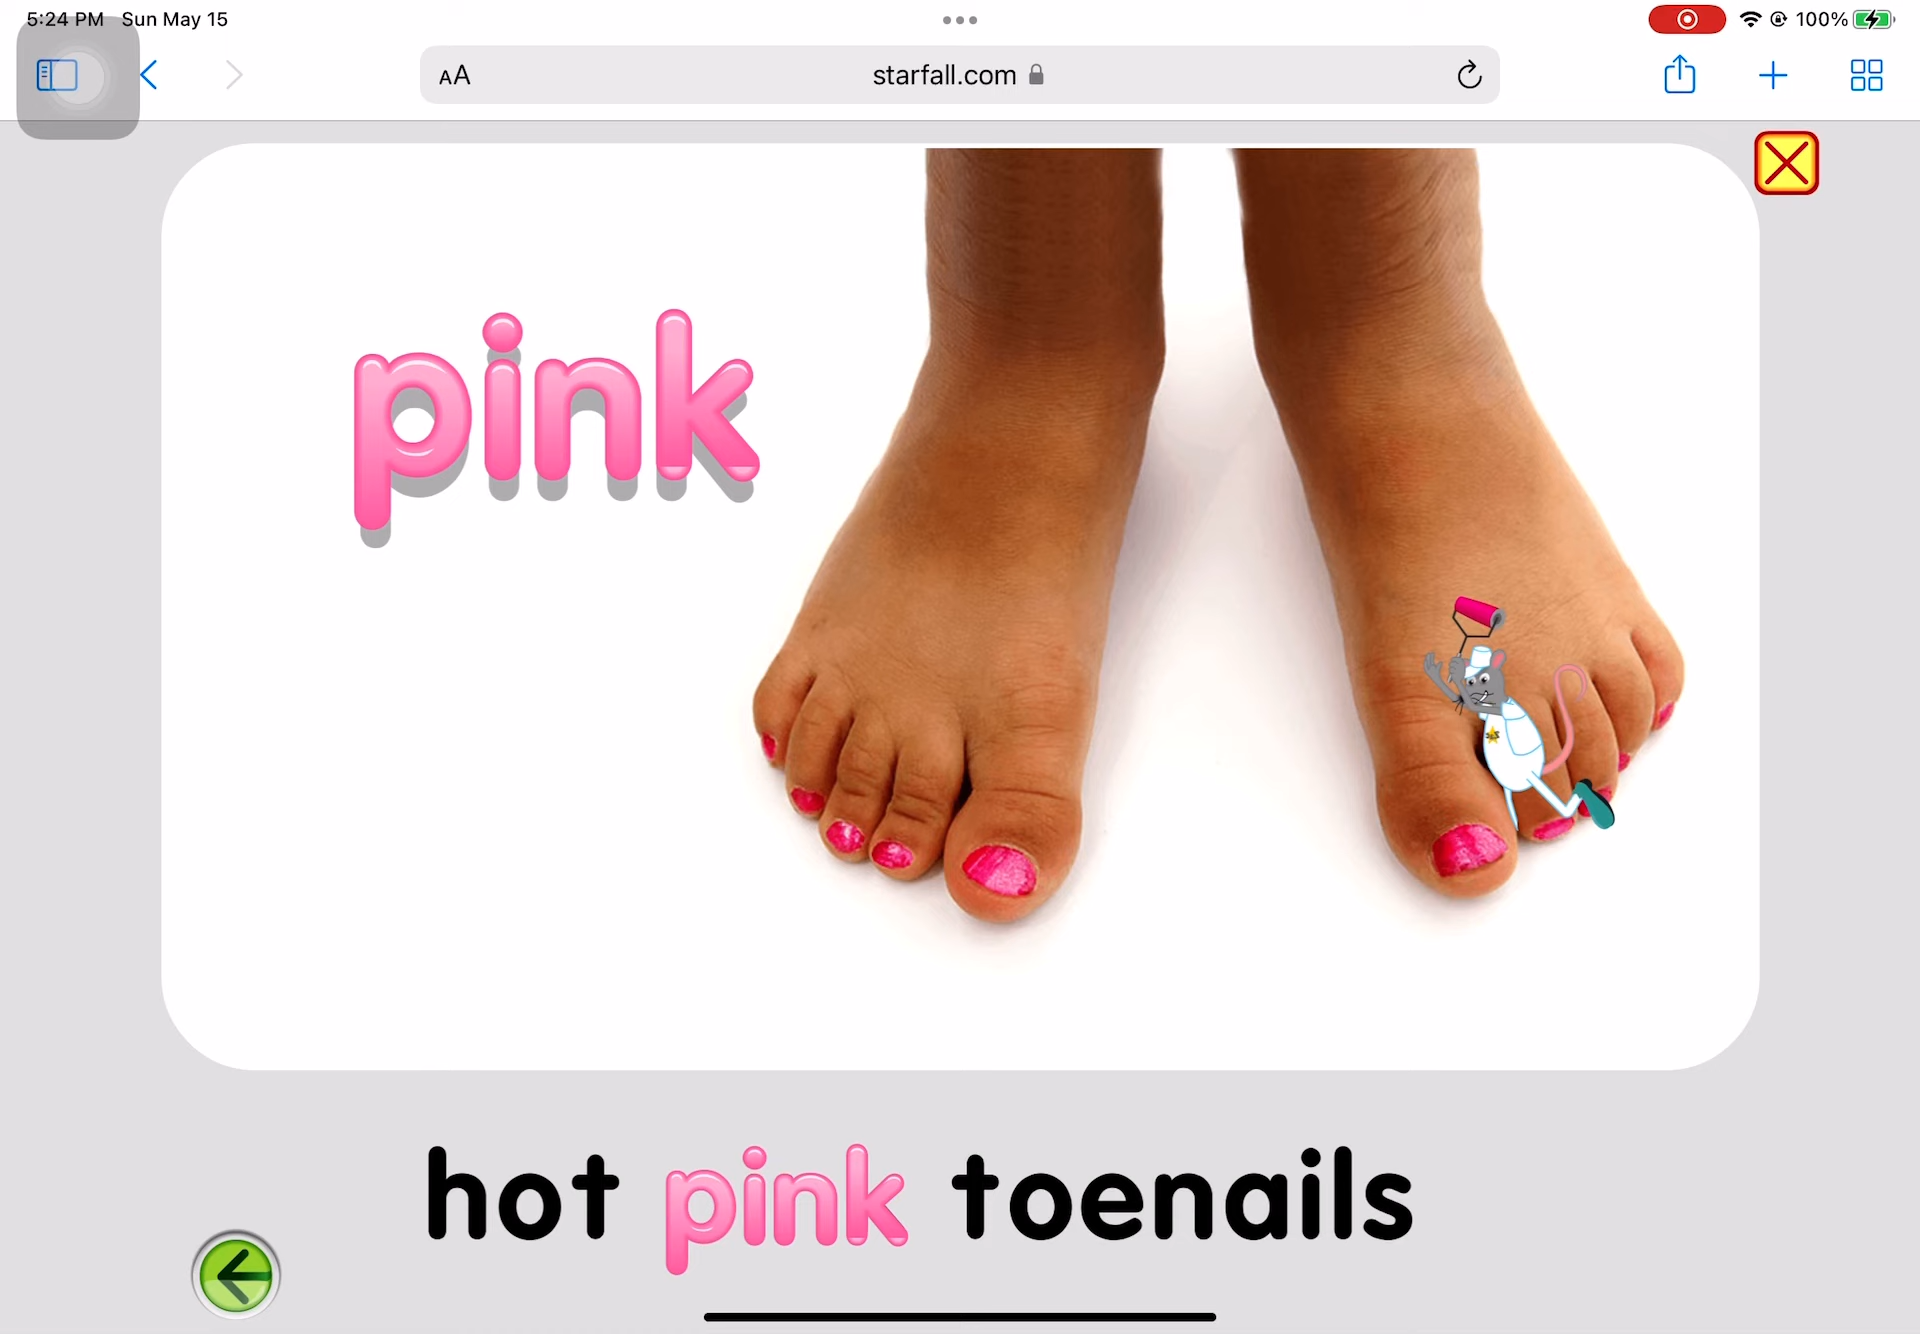 5:24 PM Sun May 15
100%
AA
starfall.com
pink
hot pink toenails